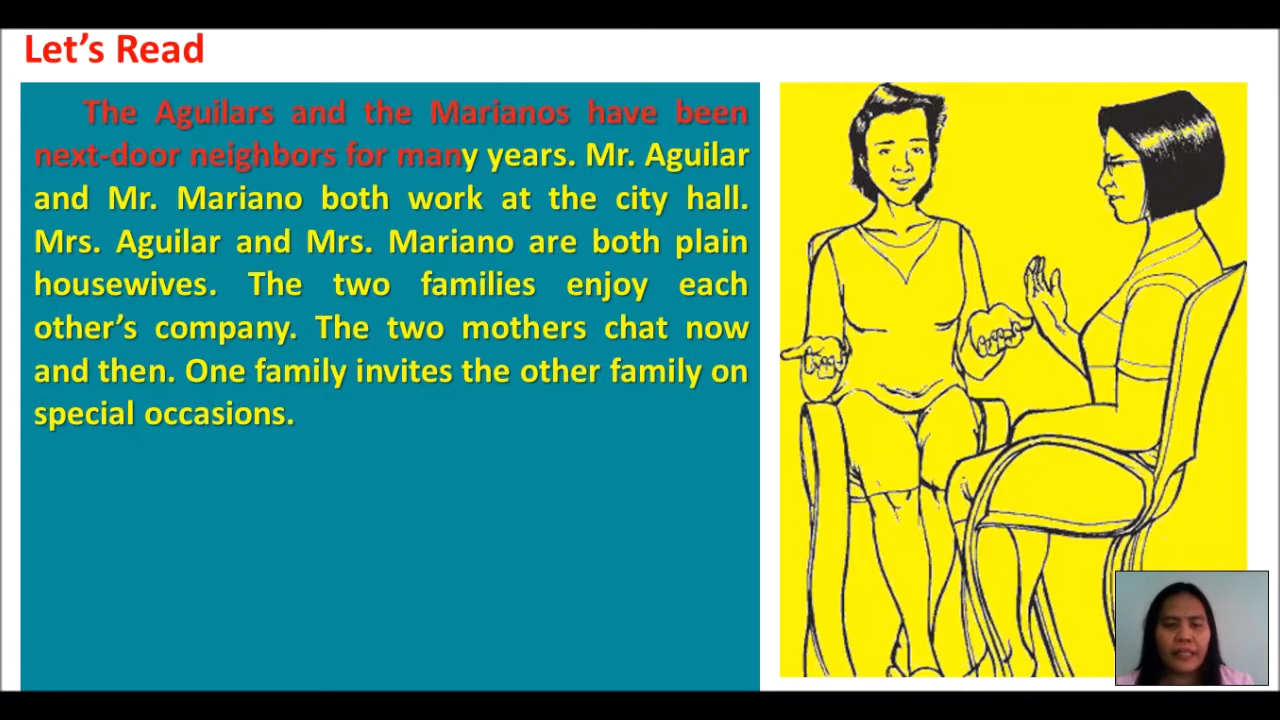 Let's Read
The Aguilars and the Marianos have been
next-door neighbors for many years. Mr. Aguilar
and Mr. Mariano both work at the city hall.
Mrs. Aguilar and Mrs. Mariano are both plain
housewives. The two families enjoy each
other's company. The two mothers chat now
and then. One family invites the other family on
special occasions.